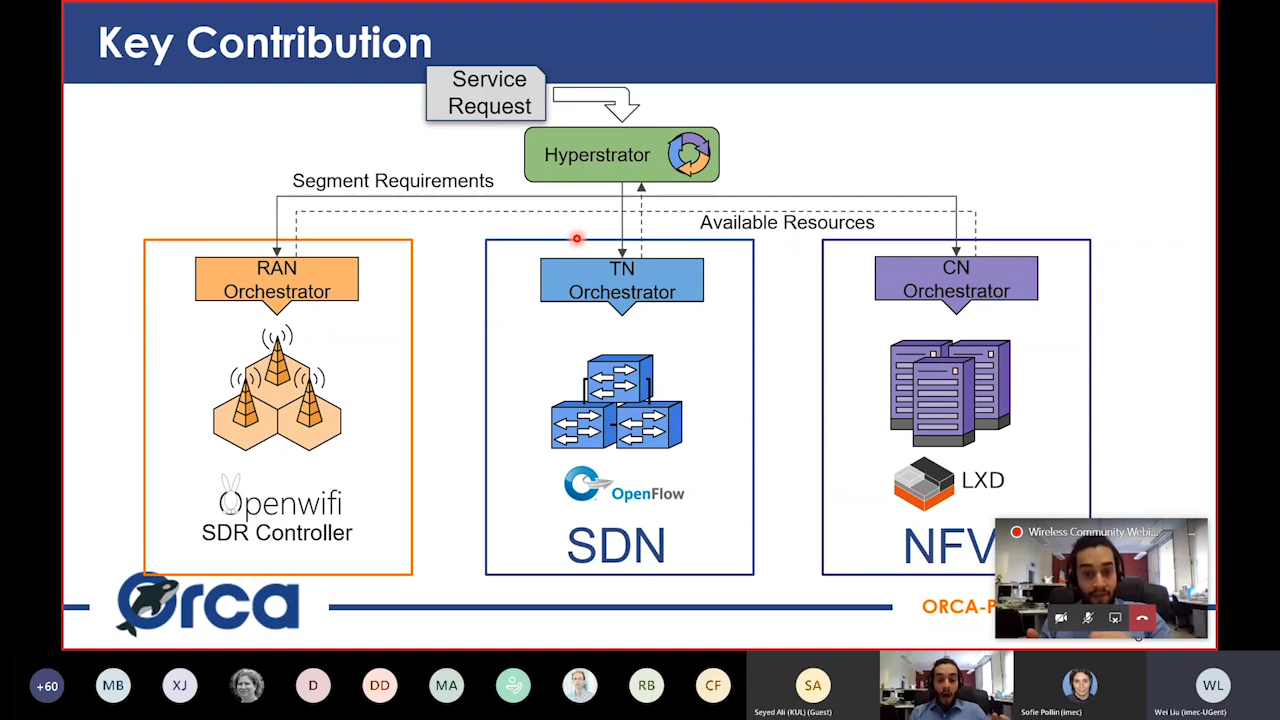 Key Contribution
Service
Request
Hyperstrator
Segment Requirements
Available Resources
RAN
Orchestrator
TN
Orchestrator
CN
Orchestrator
Openwifi
SDR Controller
OpenFlow
SDN
LXD
NFV
Wireless Community Webi...
Orca
ORCA-P
+60
MB
XJ
D
DD
MA
RB
CF
SA
WL
Seyed Ali (KUL) (Guest)
Sofie Pollin (imec)
Wei Liu (imec-UGent)